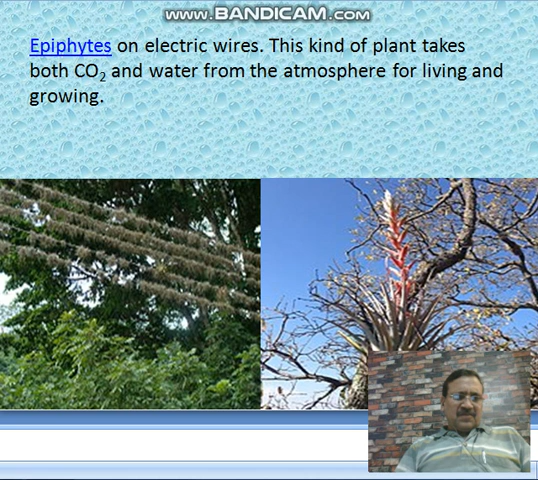 www.BANDICAM.com
Epiphytes on electric wires. This kind of plant takes
both CO₂ and water from the atmosphere for living and
growing.